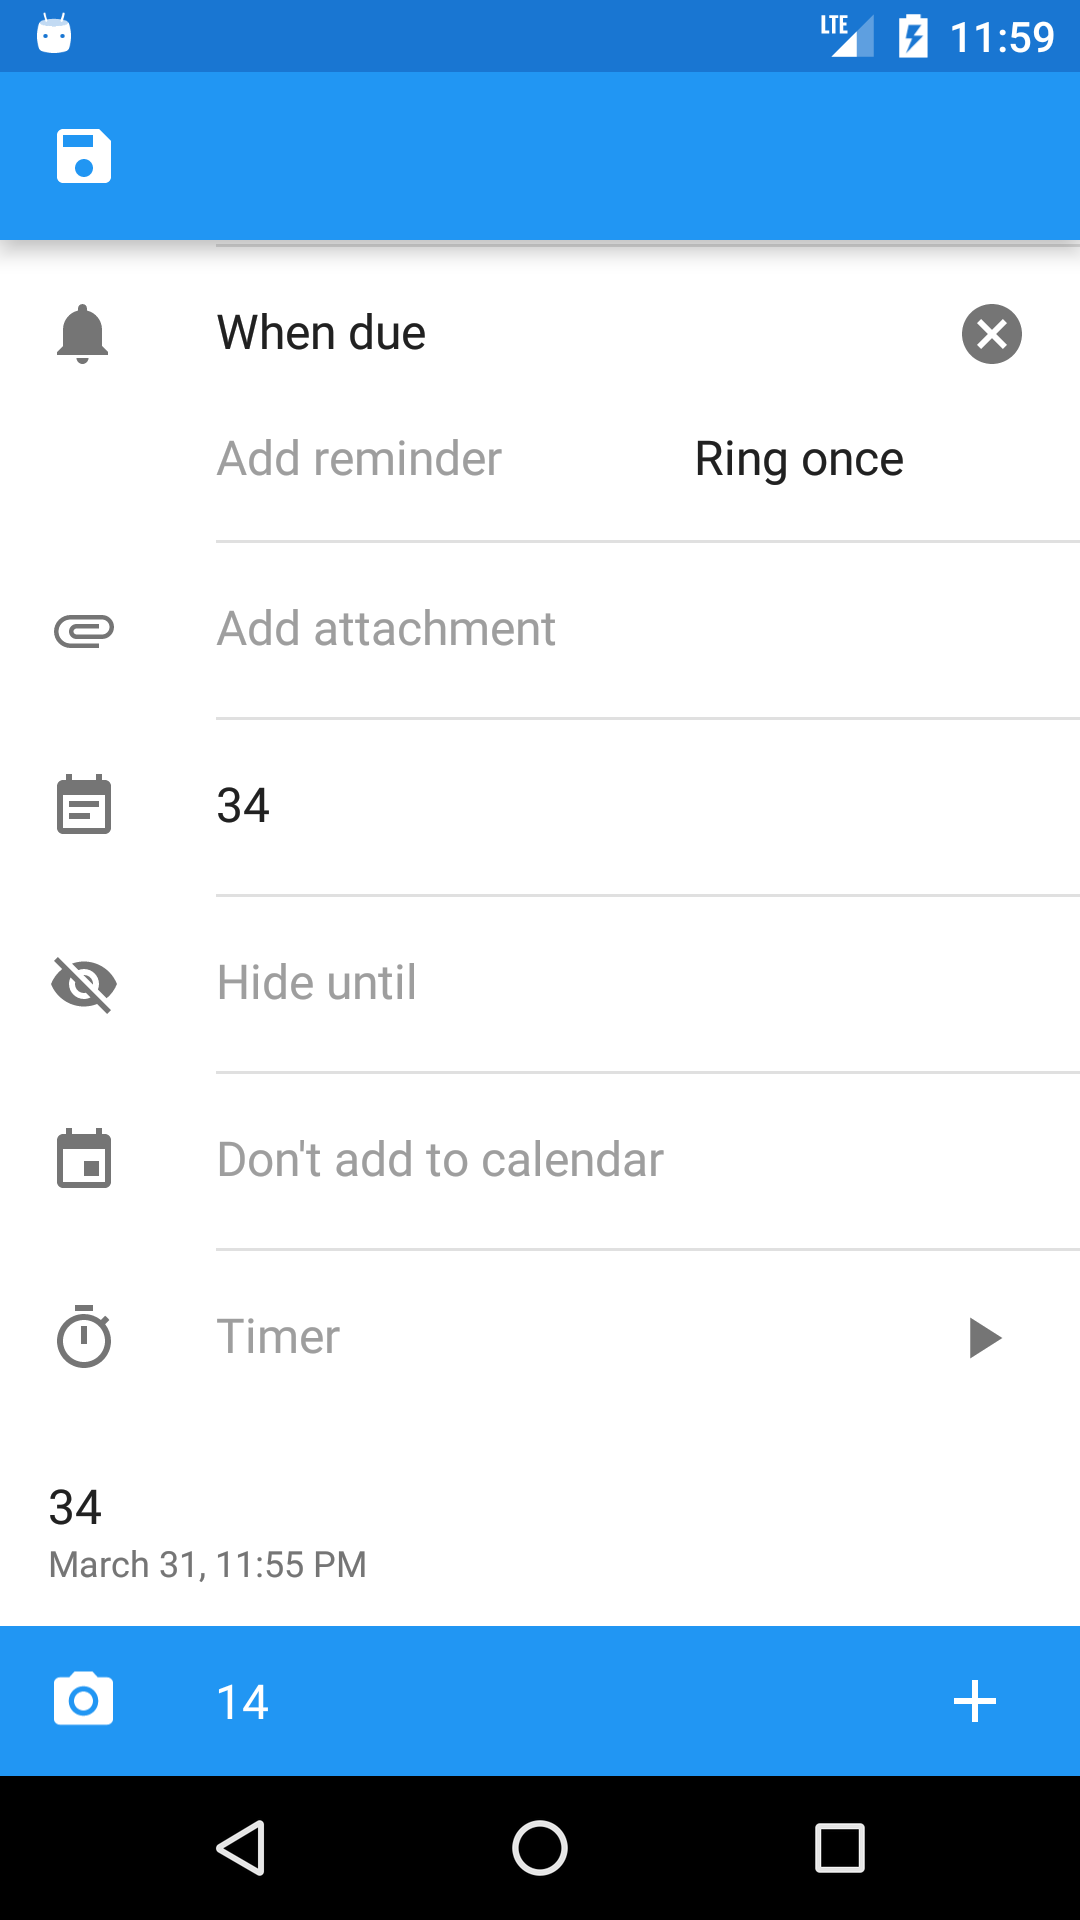 LTE 11:59
When due
Add reminder Ring once
Add attachment
34
Hide until
Don't add to calendar
Timer
34
March 31, 11:55 PM
14